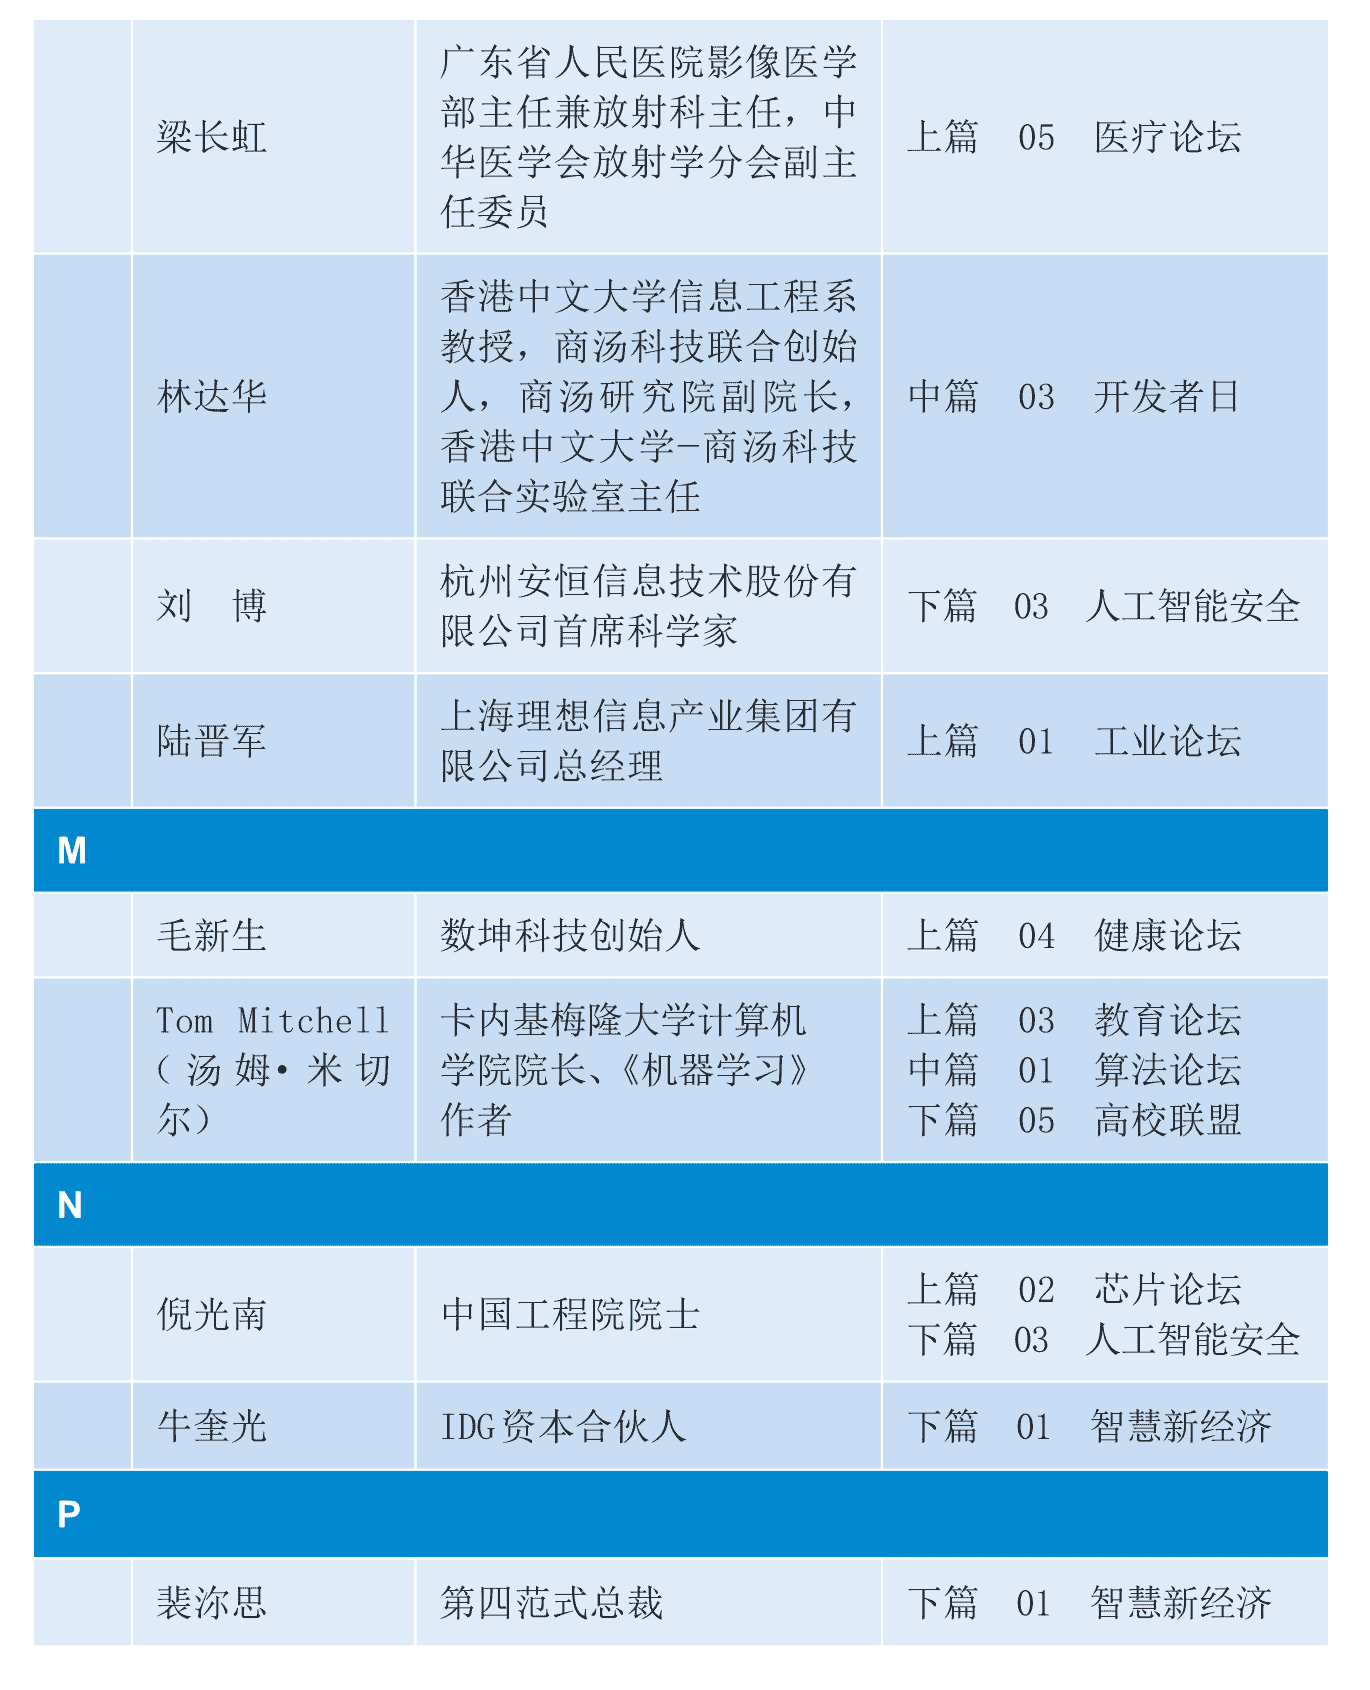 梁长虹
广东省人民医院影像医学
部主任兼放射科主任，中
华医学会放射学分会副主
任委员
上篇 05 医疗论坛
林达华
香港中文大学信息工程系
教授，商汤科技联合创始
人，商汤研究院副院长，
香港中文大学–商汤科技
联合实验室主任
中篇 03 开发者日
刘 博
杭州安恒信息技术股份有
限公司首席科学家
下篇 03 人工智能安全
陆晋军
上海理想信息产业集团有
限公司总经理
上篇 01 工业论坛
M
毛新生
数坤科技创始人
上篇 04 健康论坛
Tom Mitchell
（汤姆·米切
尔）
卡内基梅隆大学计算机
学院院长、《机器学习》
作者
上篇 03 教育论坛
中篇 01 算法论坛
下篇 05 高校联盟
N
倪光南
中国工程院院士
上篇 02 芯片论坛
下篇 03 人工智能安全
牛奎光
IDG资本合伙人
下篇 01 智慧新经济
P
裴沵思
第四范式总裁
下篇 01 智慧新经济